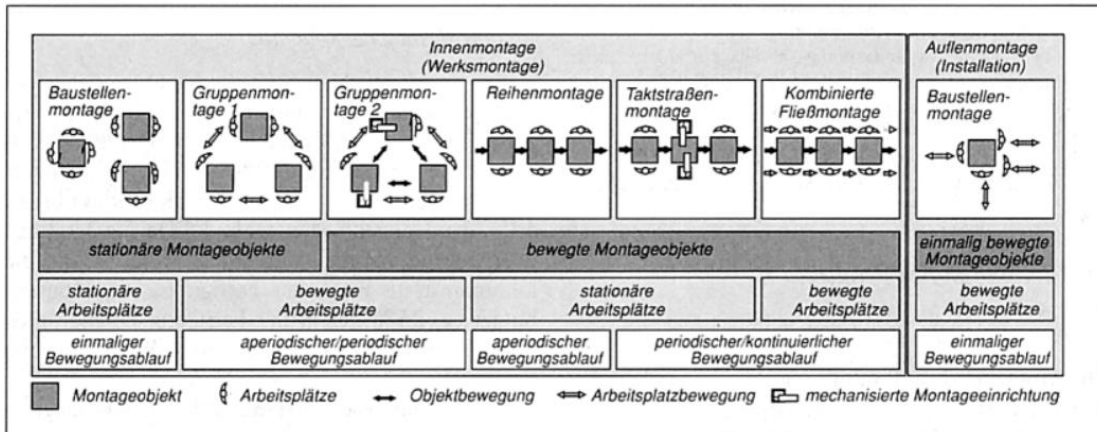 Innenmontage
(Werksmontage)
Außenmontage
(Installation)
Baustellen-
montage
Gruppenmon-
tage 1
Gruppenmon-
tage 2
Reihenmontage
Taktstraßen-
montage
Kombinierte
Fließmontage
Baustellen-
montage
stationäre Montageobjekte
bewegte Montageobjekte
einmalig bewegte
Montageobjekte
stationäre
Arbeitsplätze
bewegte
Arbeitsplätze
stationäre
Arbeitsplätze
bewegte
Arbeitsplätze
bewegte
Arbeitsplätze
einmaliger
Bewegungsablauf
aperiodischer/periodischer
Bewegungsablauf
aperiodischer
Bewegungsablauf
periodischer/kontinuierlicher
Bewegungsablauf
einmaliger
Bewegungsablauf
Montageobjekt
Arbeitsplätze
Objektbewegung
Arbeitsplatzbewegung
mechanisierte Montageeinrichtung